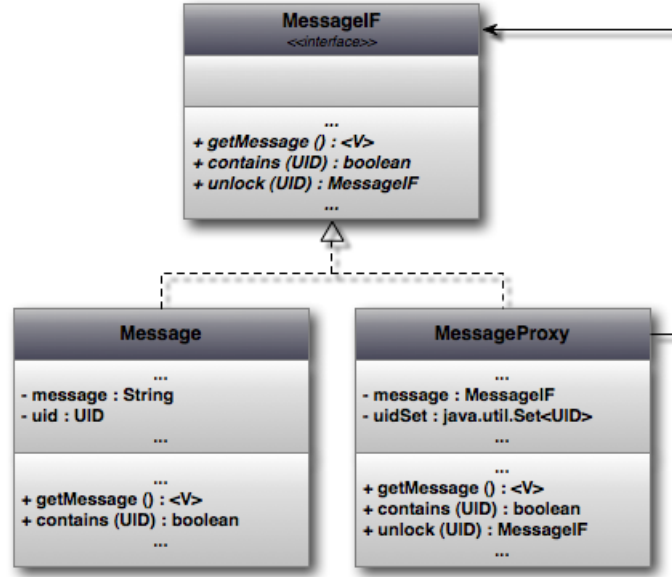 MessageIF
<<interface>>
...
+ getMessage () : <V>
+ contains (UID) : boolean
+ unlock (UID) : MessageIF
...
Message
...
- message : String
- uid : UID
...
...
+ getMessage () : <V>
+ contains (UID) : boolean
...
MessageProxy
...
- message : MessageIF
- uidSet : java.util.Set<UID>
...
...
+ getMessage () : <V>
+ contains (UID) : boolean
+ unlock (UID) : MessageIF
...